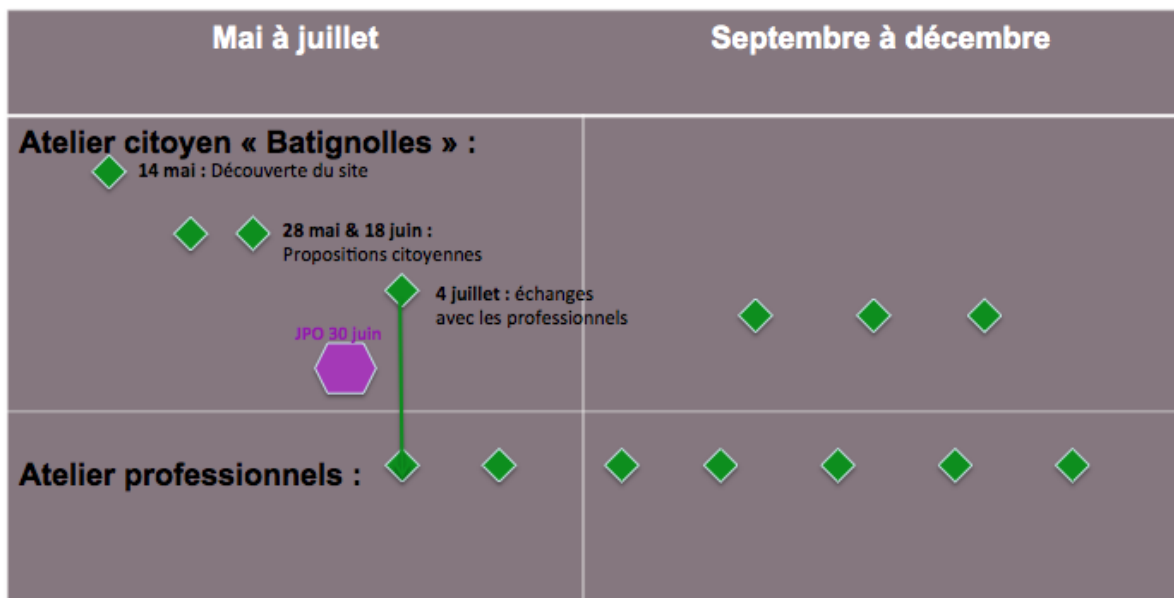 Mai à juillet
Septembre à décembre
Atelier citoyen « Batignolles » :
14 mai : Découverte du site
28 mai & 18 juin :
Propositions citoyennes
4 juillet : échanges
avec les professionnels
JPO 30 juin
Atelier professionnels :